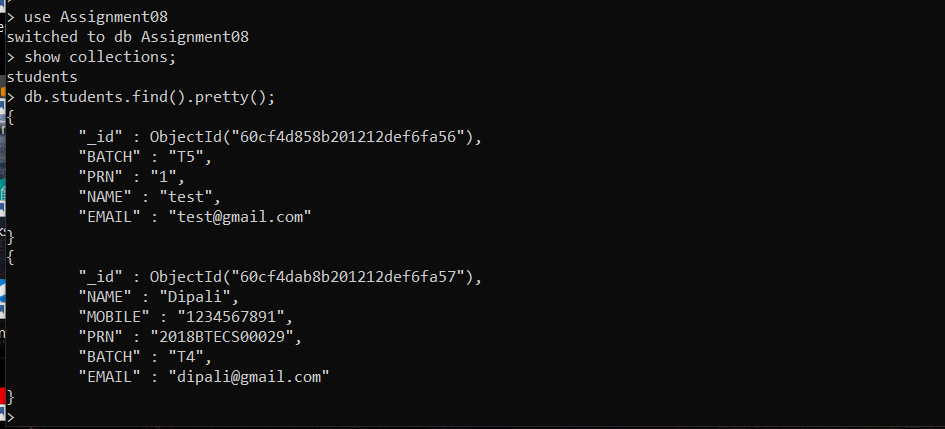 > use Assignment08
switched to db Assignment08
> show collections;
students
> db.students.find().pretty();
{
        "_id" : ObjectId("60cf4d858b201212def6fa56"),
        "BATCH" : "T5",
        "PRN" : "1",
        "NAME" : "test",
        "EMAIL" : "test@gmail.com"
}
{
        "_id" : ObjectId("60cf4dab8b201212def6fa57"),
        "NAME" : "Dipali",
        "MOBILE" : "1234567891",
        "PRN" : "2018BTECS00029",
        "BATCH" : "T4",
        "EMAIL" : "dipali@gmail.com"
}
>